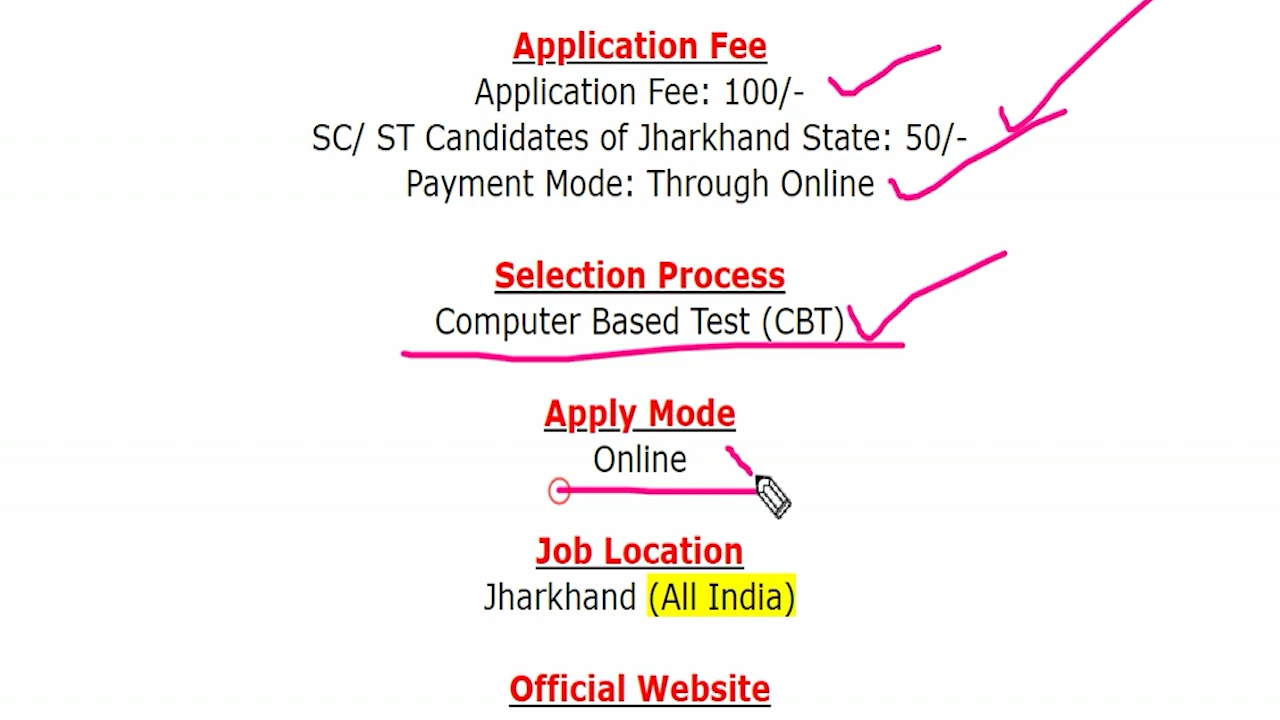 Application Fee
Application Fee: 100/-
SC/ ST Candidates of Jharkhand State: 50/-
Payment Mode: Through Online
Selection Process
Computer Based Test (CBT)
Apply Mode
Online
Job Location
Jharkhand (All India)
Official Website